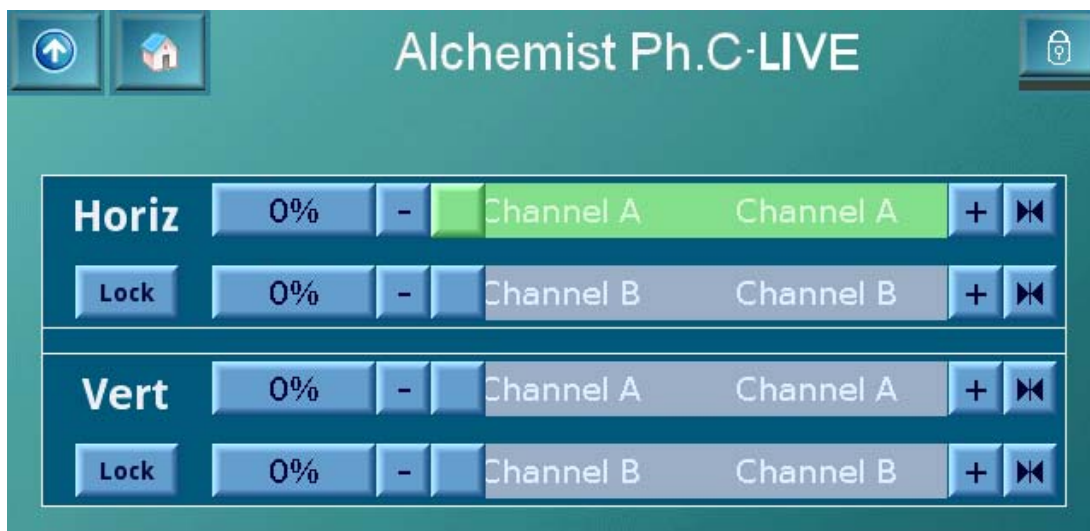 Alchemist Ph.C-LIVE
Horiz 0% - Channel A Channel A +
Lock 0% - Channel B Channel B +
Vert 0% - Channel A Channel A +
Lock 0% - Channel B Channel B +